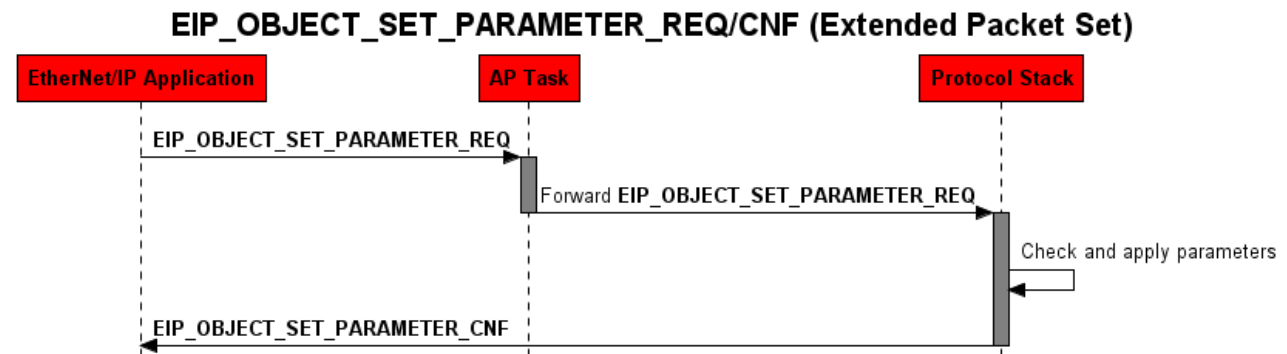 EIP_OBJECT_SET_PARAMETER_REQ/CNF (Extended Packet Set)
EtherNet/IP Application
AP Task
Protocol Stack
EIP_OBJECT_SET_PARAMETER_REQ
Forward EIP_OBJECT_SET_PARAMETER_REQ
Check and apply parameters
EIP_OBJECT_SET_PARAMETER_CNF